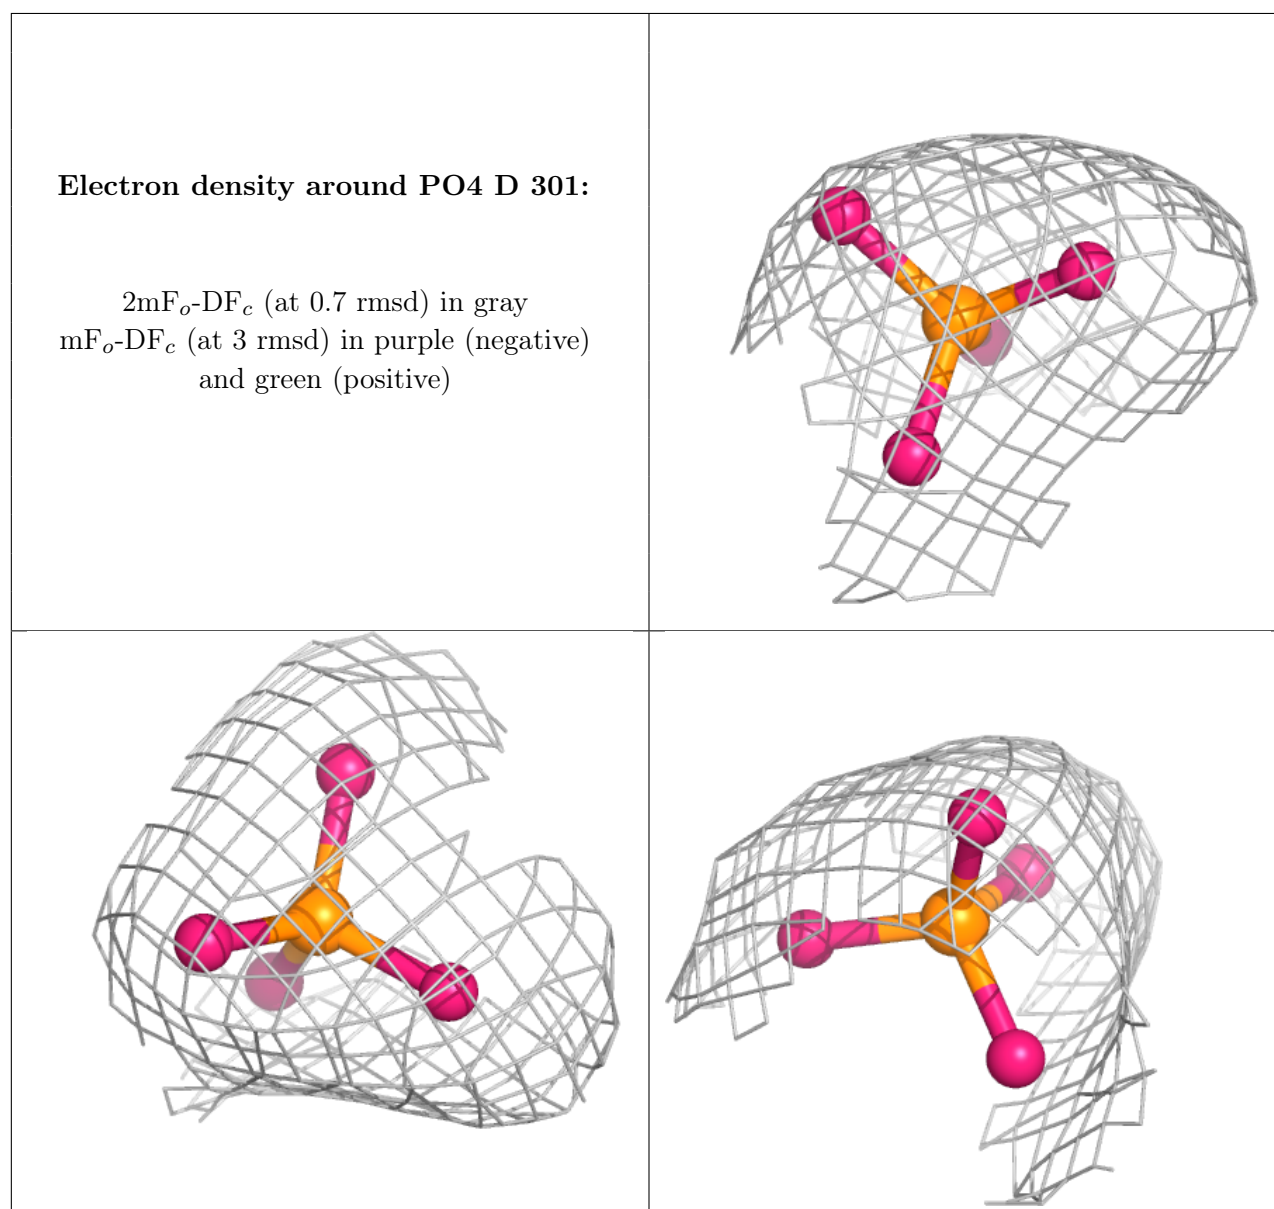 Electron density around PO4 D 301:
2mFo-DFc (at 0.7 rmsd) in gray
mFo-DFc (at 3 rmsd) in purple (negative)
and green (positive)